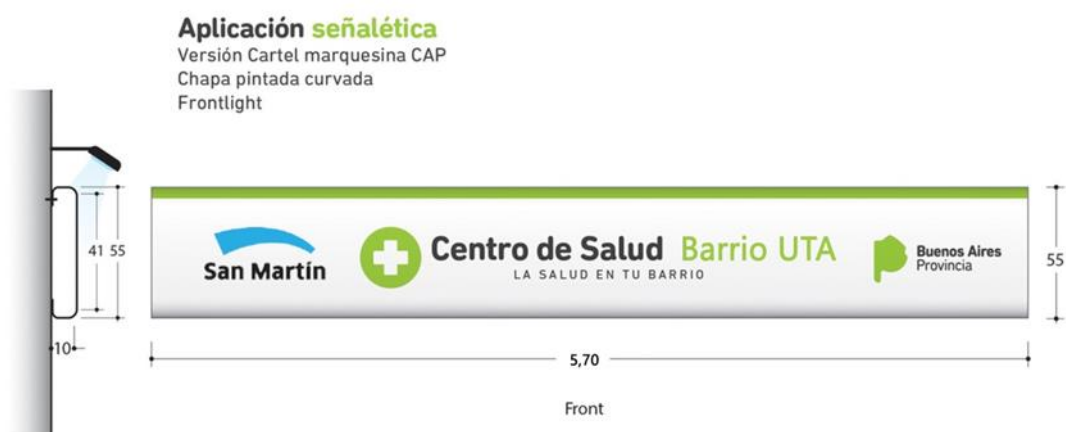 Aplicación señalética
Versión Cartel marquesina CAP
Chapa pintada curvada
Frontlight
41 55
10
San Martín
Centro de Salud Barrio UTA
LA SALUD EN TU BARRIO
Buenos Aires
Provincia
55
5,70
Front